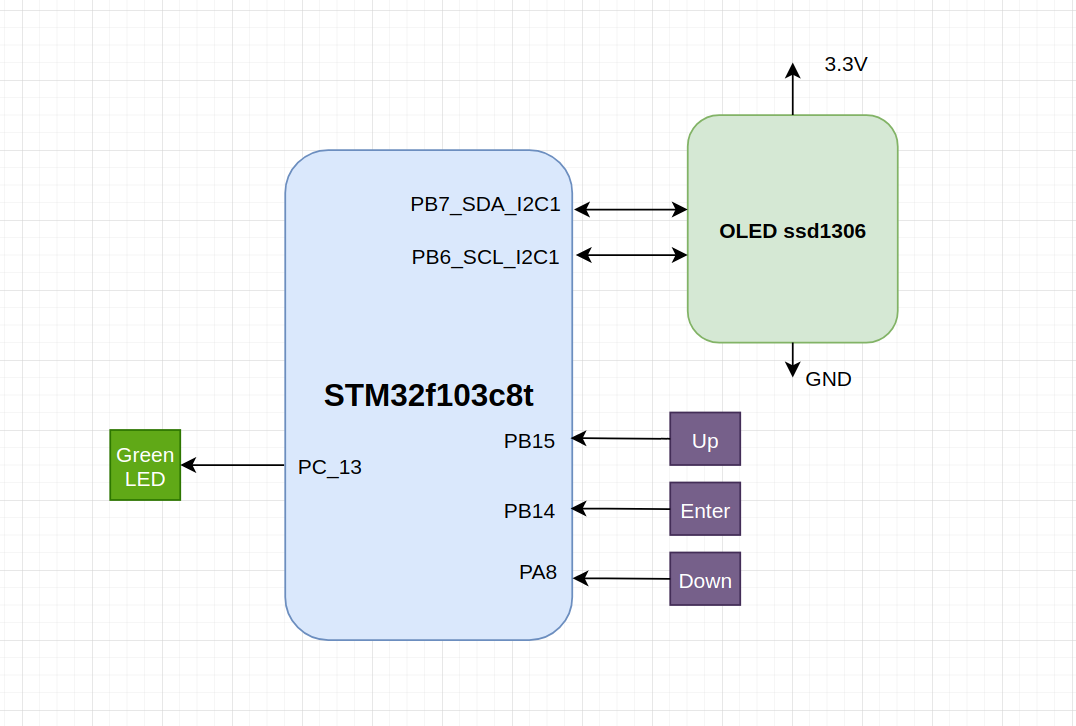 3.3V
PB7_SDA_I2C1
OLED ssd1306
PB6_SCL_I2C1
GND
STM32f103c8t
PB15
Up
Green
LED
PC_13
PB14
Enter
PA8
Down